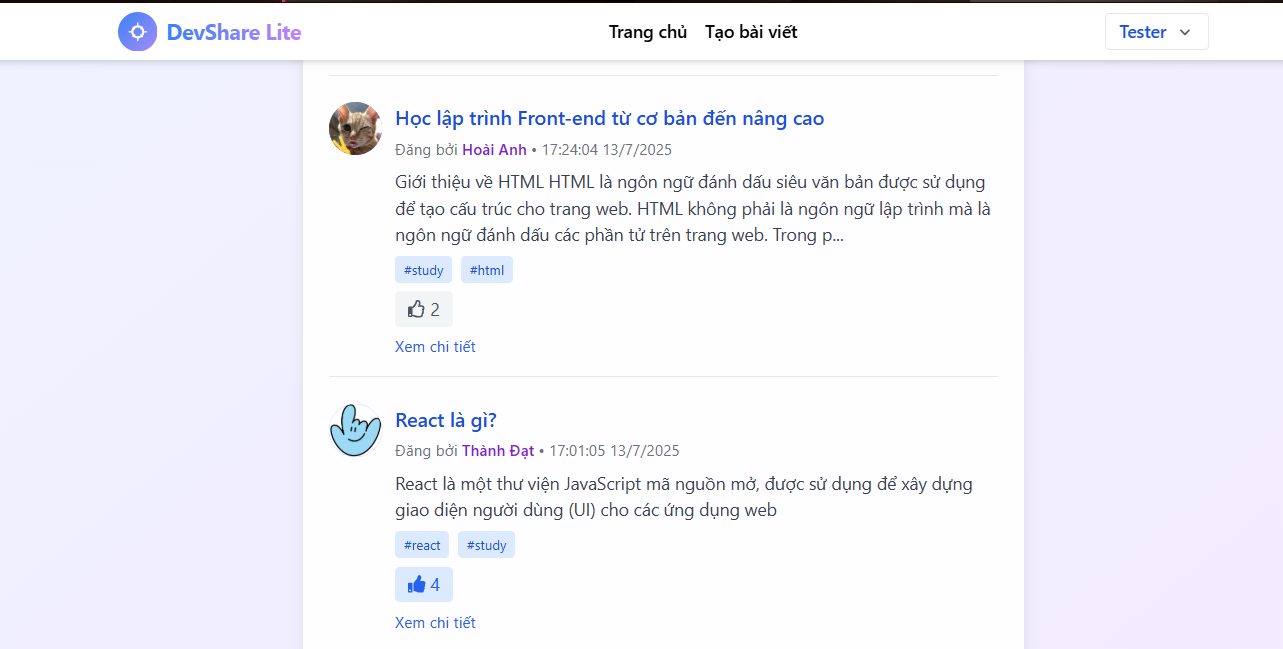 DevShare Lite
Trang chủ
Tạo bài viết
Tester
Học lập trình Front-end từ cơ bản đến nâng cao
Đăng bởi Hoài Anh • 17:24:04 13/7/2025
Giới thiệu về HTML HTML là ngôn ngữ đánh dấu siêu văn bản được sử dụng
để tạo cấu trúc cho trang web. HTML không phải là ngôn ngữ lập trình mà là
ngôn ngữ đánh dấu các phần tử trên trang web. Trong p...
#study #html
2
Xem chi tiết
React là gì?
Đăng bởi Thành Đạt • 17:01:05 13/7/2025
React là một thư viện JavaScript mã nguồn mở, được sử dụng để xây dựng
giao diện người dùng (UI) cho các ứng dụng web
#react #study
4
Xem chi tiết